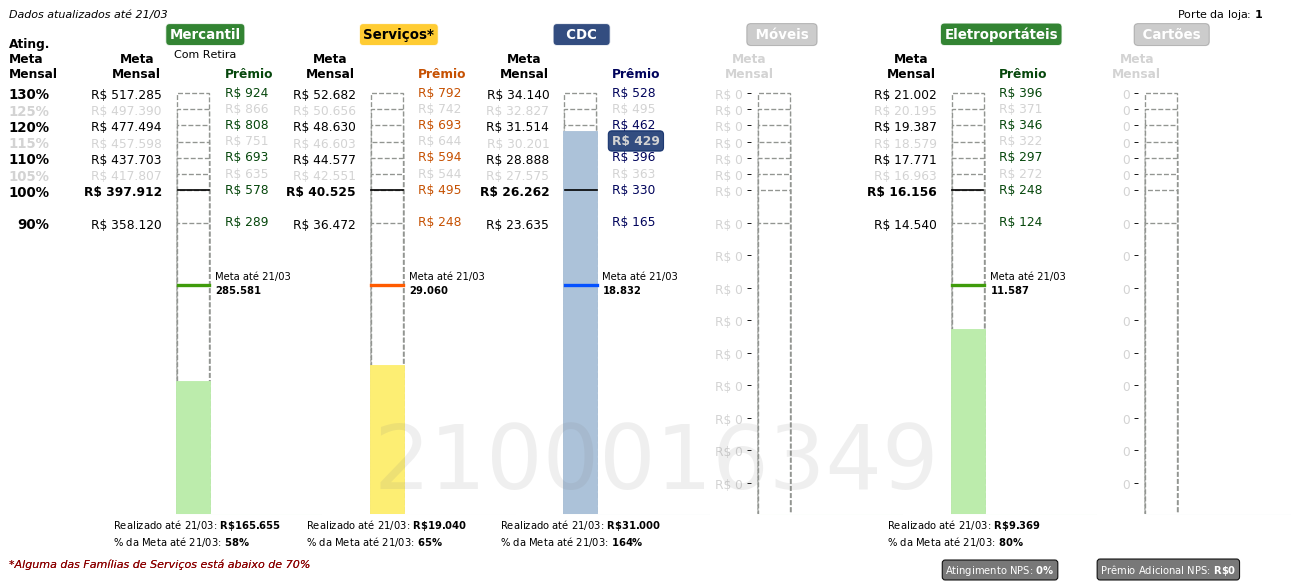 Dados atualizados até 21/03
Porte da loja: 1
Mercantil
Serviços*
CDC
Móveis
Eletroportáteis
Cartões
Ating. Meta Mensal
Com Retira
Meta Mensal Prêmio Meta Mensal Prêmio Meta Mensal Prêmio Meta Mensal Meta Mensal Prêmio Meta Mensal
130% R$ 517.285 R$ 924 R$ 52.682 R$ 792 R$ 34.140 R$ 528 R$ 0 R$ 21.002 R$ 396 0
125% R$ 497.390 R$ 866 R$ 50.656 R$ 742 R$ 32.827 R$ 495 R$ 0 R$ 20.195 R$ 371 0
120% R$ 477.494 R$ 808 R$ 48.630 R$ 693 R$ 31.514 R$ 462 R$ 0 R$ 19.387 R$ 346 0
115% R$ 457.598 R$ 751 R$ 46.603 R$ 644 R$ 30.201 R$ 429 R$ 0 R$ 18.579 R$ 322 0
110% R$ 437.703 R$ 693 R$ 44.577 R$ 594 R$ 28.888 R$ 396 R$ 0 R$ 17.771 R$ 297 0
105% R$ 417.807 R$ 635 R$ 42.551 R$ 544 R$ 27.575 R$ 363 R$ 0 R$ 16.963 R$ 272 0
100% R$ 397.912 R$ 578 R$ 40.525 R$ 495 R$ 26.262 R$ 330 R$ 0 R$ 16.156 R$ 248 0
90% R$ 358.120 R$ 289 R$ 36.472 R$ 248 R$ 23.635 R$ 165 R$ 0 R$ 14.540 R$ 124 0
R$ 0 0
Meta até 21/03 Meta até 21/03 Meta até 21/03 Meta até 21/03
285.581 29.060 18.832 R$ 0 11.587 0
R$ 0 0
R$ 0 0
R$ 0 0
R$ 0 0
R$ 0 0
2100016349
R$ 0 0
Realizado até 21/03: R$165.655 Realizado até 21/03: R$19.040 Realizado até 21/03: R$31.000 Realizado até 21/03: R$9.369
% da Meta até 21/03: 58% % da Meta até 21/03: 65% % da Meta até 21/03: 164% % da Meta até 21/03: 80%
*Alguma das Famílias de Serviços está abaixo de 70%
Atingimento NPS: 0%
Prêmio Adicional NPS: R$0